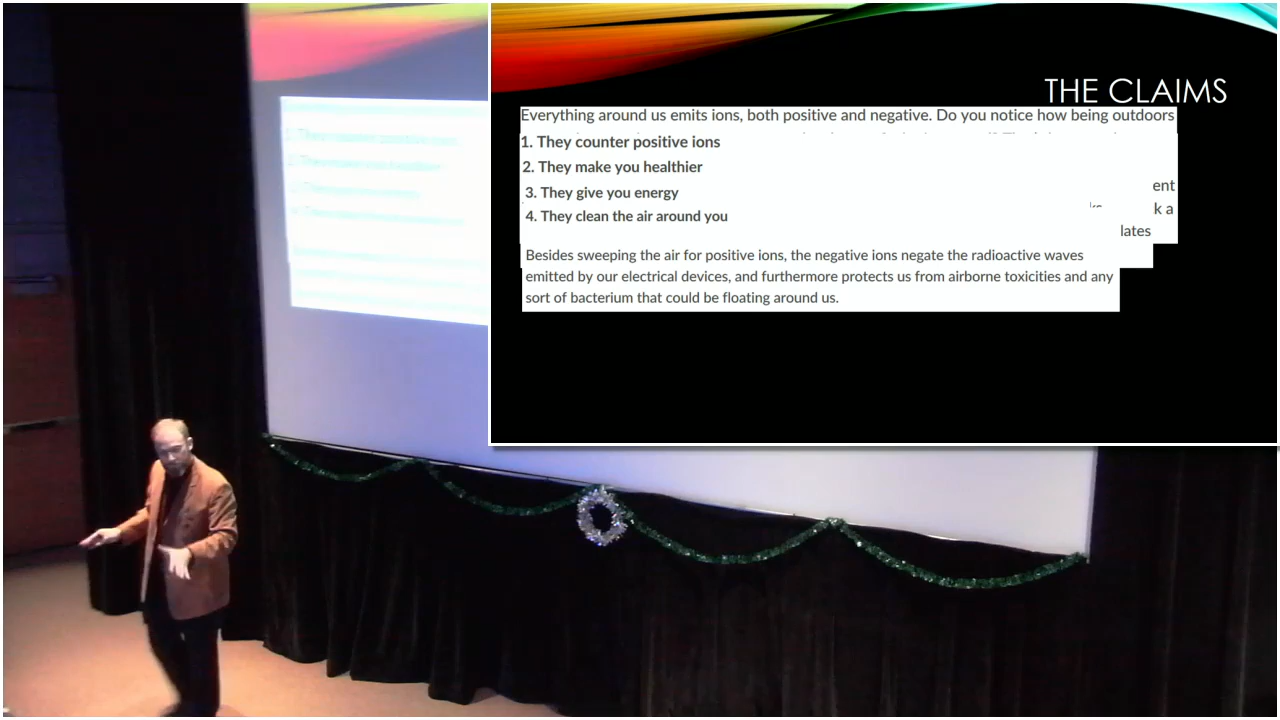 THE CLAIMS
Everything around us emits ions, both positive and negative. Do you notice how being outdoors
1. They counter positive ions
2. They make you healthier
ent
3. They give you energy
k a
4. They clean the air around you
lates
Besides sweeping the air for positive ions, the negative ions negate the radioactive waves
emitted by our electrical devices, and furthermore protects us from airborne toxicities and any
sort of bacterium that could be floating around us.